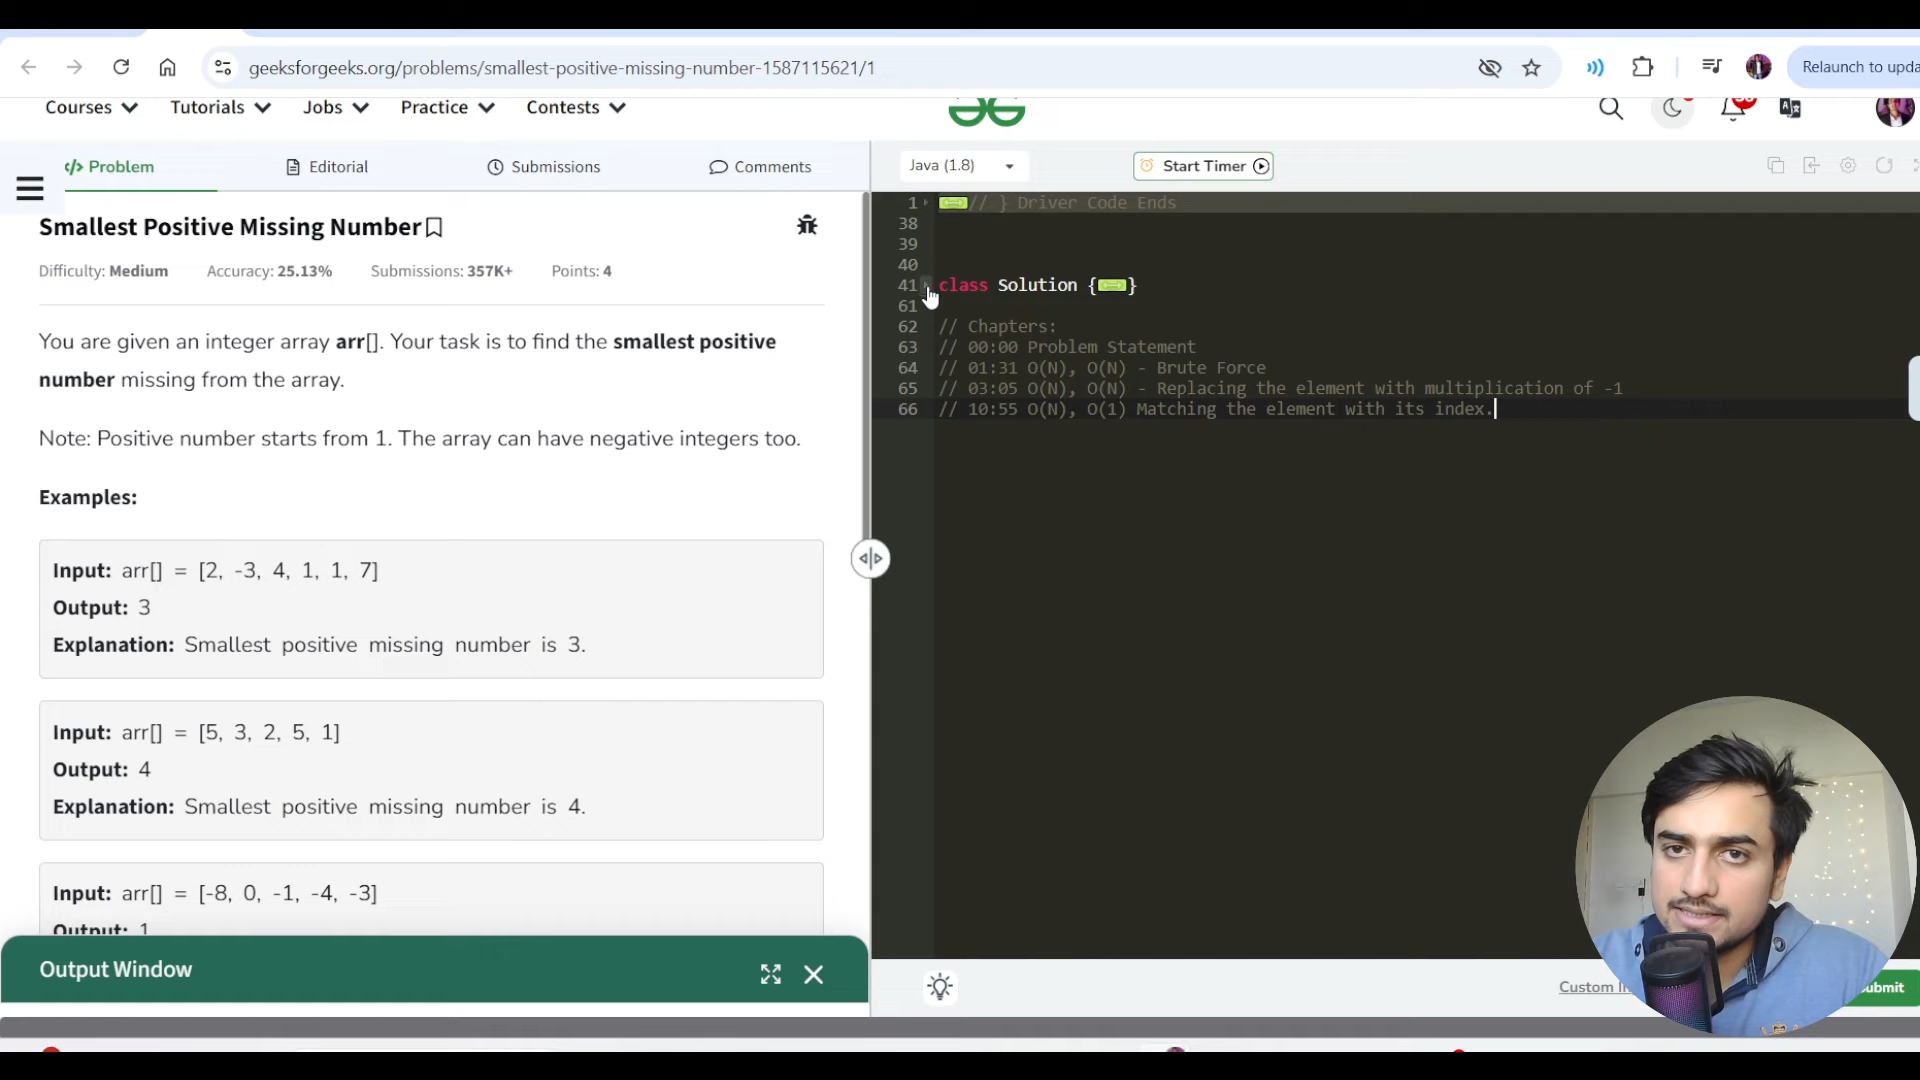 geeksforgeeks.org/problems/smallest-positive-missing-number-1587115621/1
Relaunch to upda
Courses
Tutorials
Jobs
Practice
Contests
</> Problem
Editorial
Submissions
Comments
Java (1.8)
Start Timer
Smallest Positive Missing Number
Difficulty: Medium
Accuracy: 25.13%
Submissions: 357K+
Points: 4
You are given an integer array arr[]. Your task is to find the smallest positive
number missing from the array.
Note: Positive number starts from 1. The array can have negative integers too.
Examples:
Input: arr[] = [2, -3, 4, 1, 1, 7]
Output: 3
Explanation: Smallest positive missing number is 3.
Input: arr[] = [5, 3, 2, 5, 1]
Output: 4
Explanation: Smallest positive missing number is 4.
Input: arr[] = [-8, 0, -1, -4, -3]
Output: 1
Output Window
1 // } Driver Code Ends
38
39
40
41 class Solution {}
61
62 // Chapters:
63 // 00:00 Problem Statement
64 // 01:31 O(N), O(N) - Brute Force
65 // 03:05 O(N), O(N) - Replacing the element with multiplication of -1
66 // 10:55 O(N), O(1) Matching the element with its index.
Custom In
ubmit